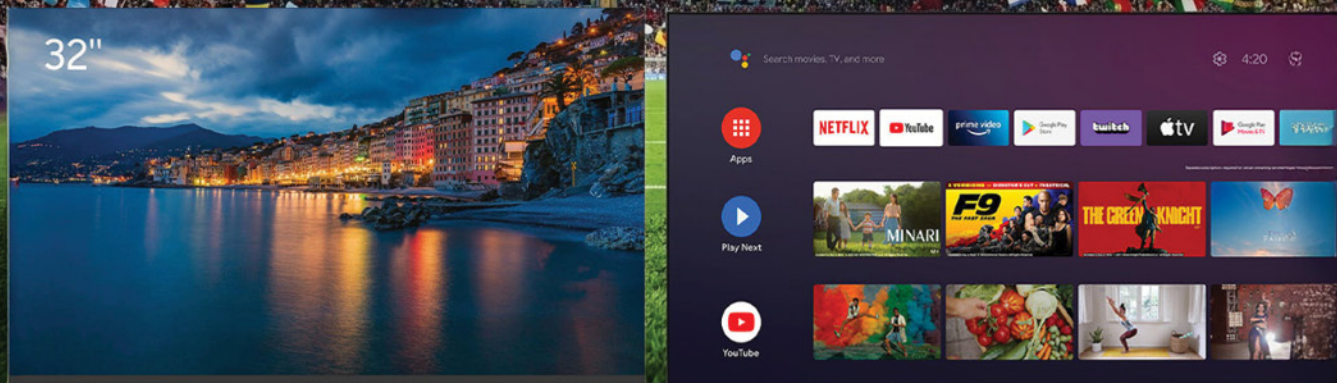 32"
Search movies, TV, and more
4:20
Apps
NETFLIX
YouTube
prime video
Google Play
Store
twitch
tv
Google Play
Movies & TV
Play Next
MINARI
F9
THE FAST SAGA
THE GREEN KNIGHT
YouTube